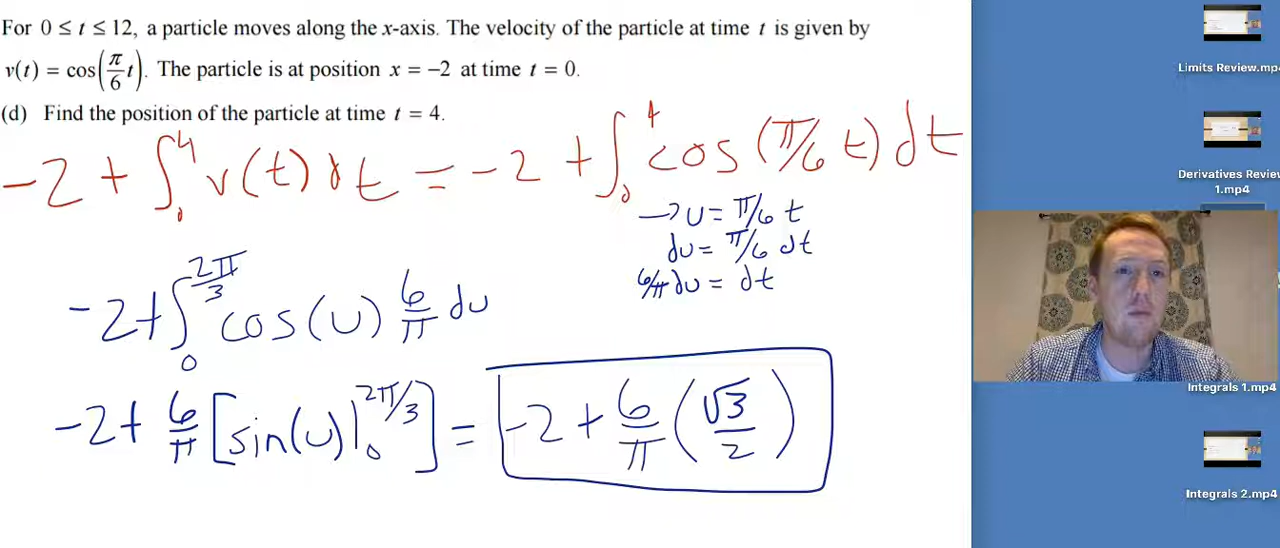 For 0 ≤ t ≤ 12, a particle moves along the x-axis. The velocity of the particle at time t is given by
v(t) = cos(π/6 t). The particle is at position x = −2 at time t = 0.
(d) Find the position of the particle at time t = 4.
-2 + ∫₀⁴ v(t) dt = -2 + ∫₀⁴ cos(π/6 t) dt
→ u = π/6 t
du = π/6 dt
6/π du = dt
-2 + ∫₀^(2π/3) cos(u) 6/π du
-2 + 6/π [sin(u)|₀^(2π/3)] = -2 + 6/π (√3/2)
Limits Review.mp4
Derivatives Review
1.mp4
Integrals 1.mp4
Integrals 2.mp4